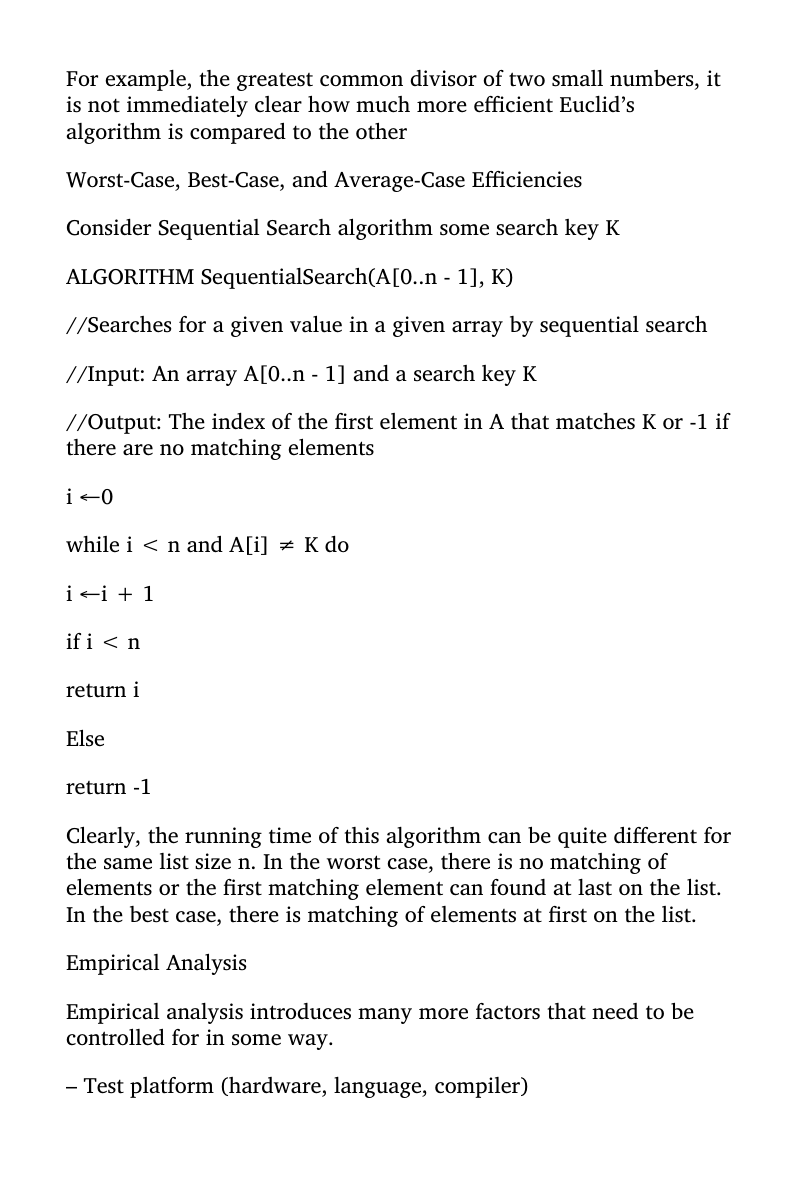 For example, the greatest common divisor of two small numbers, it
is not immediately clear how much more efficient Euclid’s
algorithm is compared to the other
Worst-Case, Best-Case, and Average-Case Efficiencies
Consider Sequential Search algorithm some search key K
ALGORITHM SequentialSearch(A[0..n - 1], K)
//Searches for a given value in a given array by sequential search
//Input: An array A[0..n - 1] and a search key K
//Output: The index of the first element in A that matches K or -1 if
there are no matching elements
i ←0
while i < n and A[i] ≠ K do
i ←i + 1
if i < n
return i
Else
return -1
Clearly, the running time of this algorithm can be quite different for
the same list size n. In the worst case, there is no matching of
elements or the first matching element can found at last on the list.
In the best case, there is matching of elements at first on the list.
Empirical Analysis
Empirical analysis introduces many more factors that need to be
controlled for in some way.
– Test platform (hardware, language, compiler)